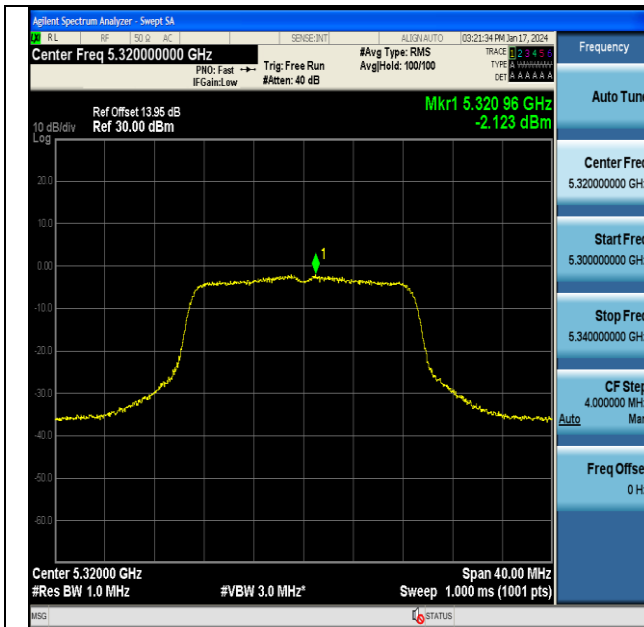 Agilent Spectrum Analyzer - Swept SA
RL RF 50 Ω AC SENSE:INT ALIGN AUTO 03:21:34 PM Jan 17, 2024
Center Freq 5.320000000 GHz
PNO: Fast
IFGain:Low
Trig: Free Run
#Atten: 40 dB
#Avg Type: RMS
Avg|Hold: 100/100
TRACE 1 2 3 4 5 6
TYPE A
DET A A A A A A
Frequency
Mkr1 5.320 96 GHz
-2.123 dBm
Ref Offset 13.95 dB
10 dB/div Ref 30.00 dBm
Log
20.0
10.0
0.00
-10.0
-20.0
-30.0
-40.0
-50.0
-60.0
1
Center 5.32000 GHz Span 40.00 MHz
#Res BW 1.0 MHz #VBW 3.0 MHz* Sweep 1.000 ms (1001 pts)
MSG STATUS
Auto Tune
Center Freq
5.320000000 GH
Start Freq
5.300000000 GH
Stop Freq
5.340000000 GH
CF Step
4.000000 MH
Auto Man
Freq Offse
0 H